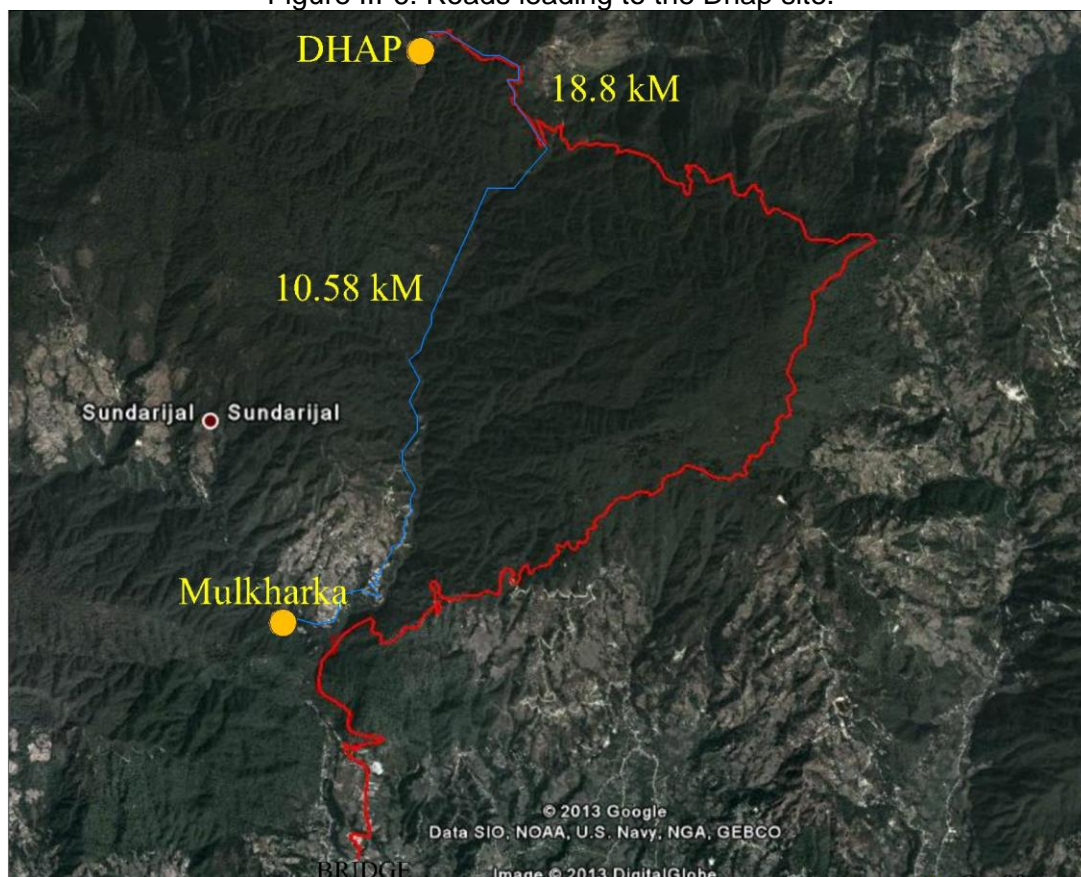 Figure III-3: Roads leading to the Dhap site.
DHAP
18.8 kM
10.58 kM
Sundarijal Sundarijal
Mulkharka
© 2013 Google
Data SIO, NOAA, U.S. Navy, NGA, GEBCO
BRIDGE
Image © 2013 DigitalGlobe